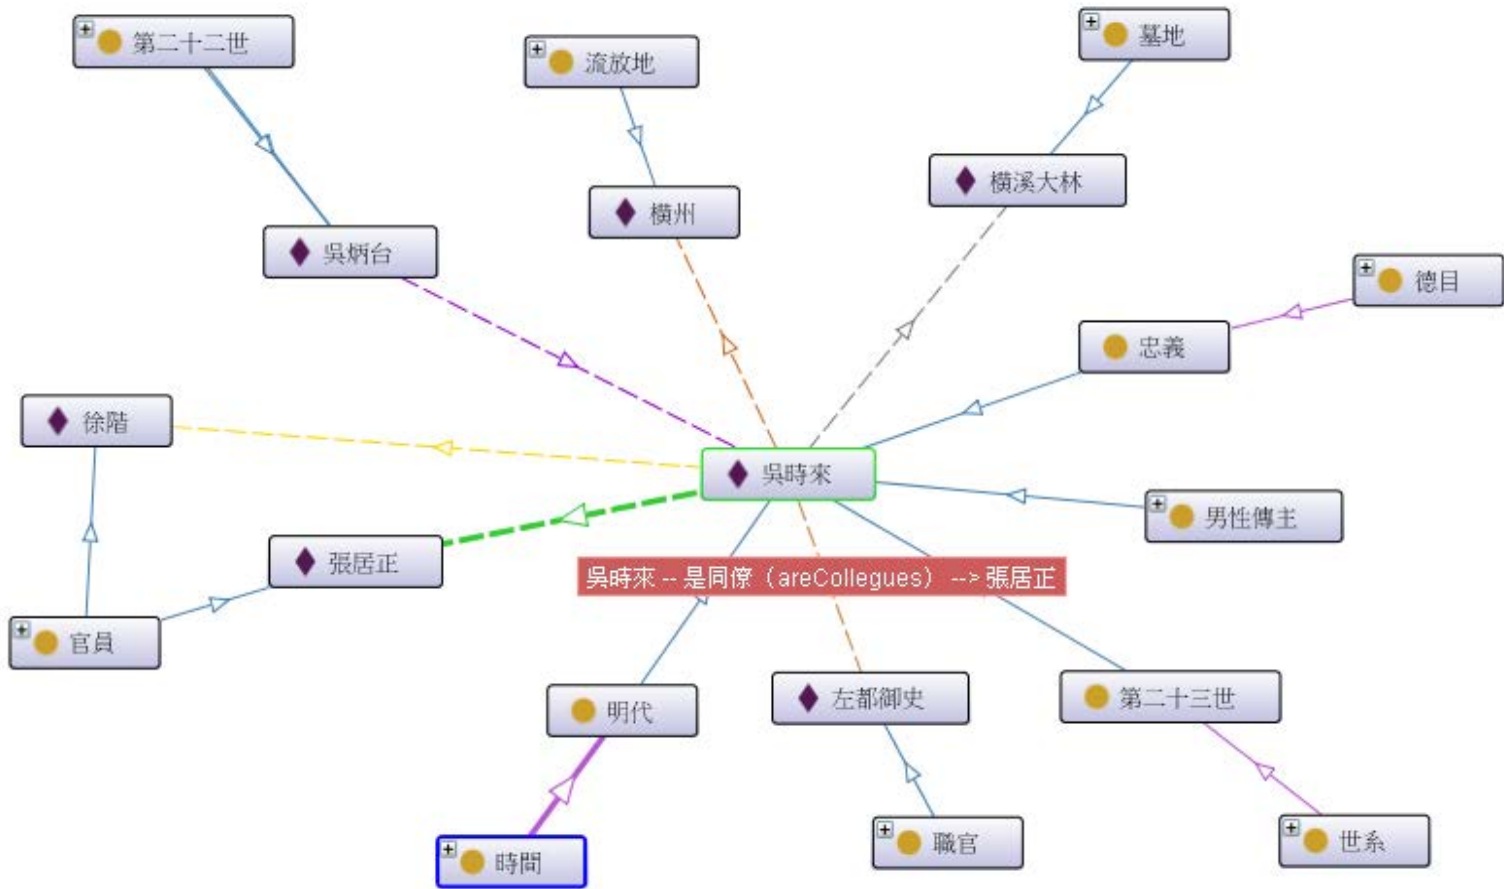 第二十二世
流放地
墓地
橫州
橫溪大林
吳炳台
德目
忠義
徐階
吳時來
男性傳主
張居正
吳時來 -- 是同僚（areCollegues） --> 張居正
官員
明代
左都御史
第二十三世
時間
職官
世系